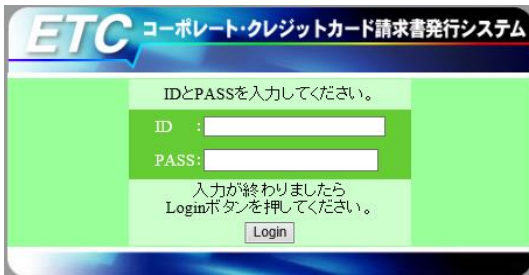 ETC コーポレート・クレジットカード請求書発行システム
IDとPASSを入力してください。
ID :
PASS:
入力が終わりましたら
Loginボタンを押してください。
Login